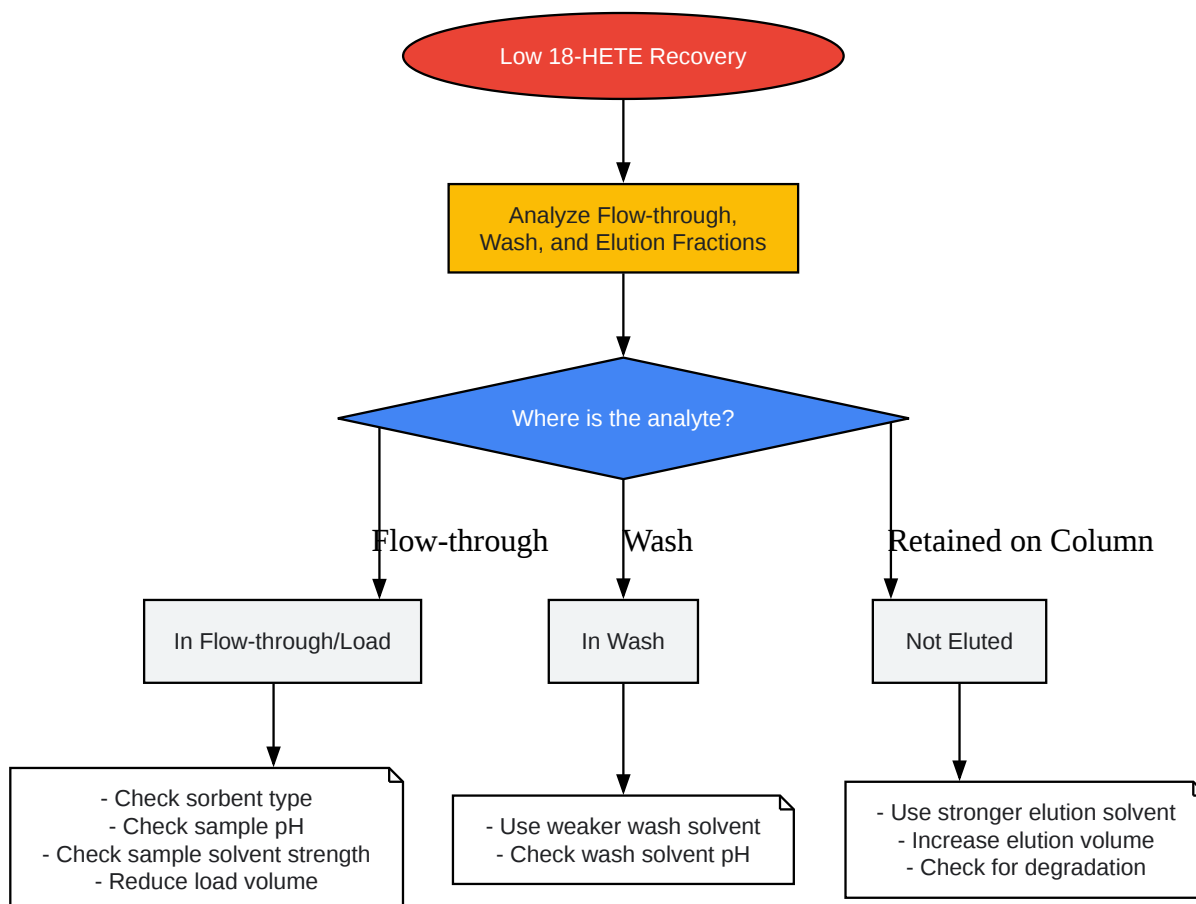 Low 18-HETE Recovery
Analyze Flow-through,
Wash, and Elution Fractions
Where is the analyte?
Flow-through
Wash
Retained on Column
In Flow-through/Load
In Wash
Not Eluted
- Check sorbent type
- Check sample pH
- Check sample solvent strength
- Reduce load volume
- Use weaker wash solvent
- Check wash solvent pH
- Use stronger elution solvent
- Increase elution volume
- Check for degradation